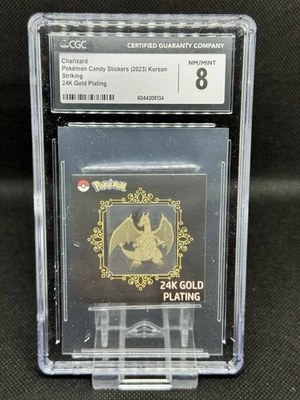 CGC
CERTIFIED GUARANTY COMPANY
Charizard
Pokémon Candy Stickers (2023) Korean
Striking
24K Gold Plating
NM/MINT
8
6044308134
Pokémon
24K GOLD
PLATING